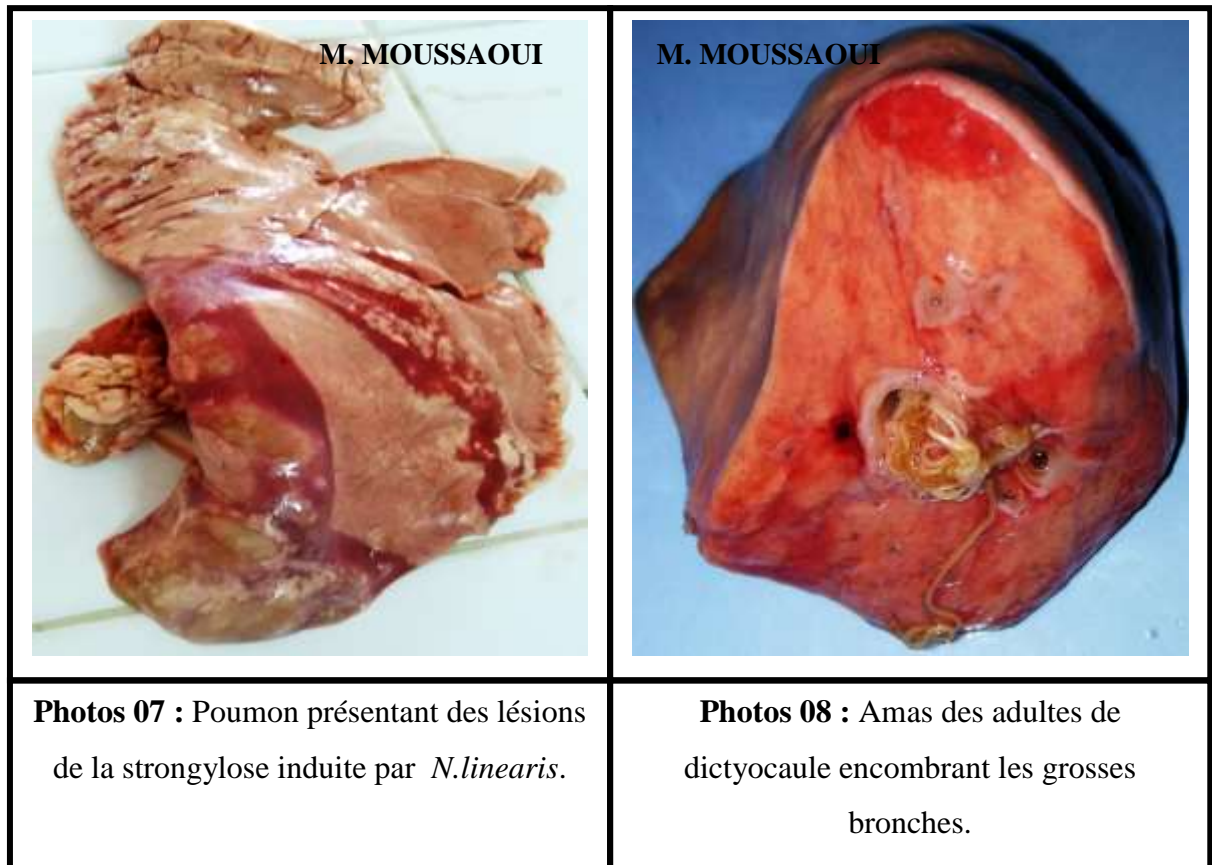 M. MOUSSAOUI
M. MOUSSAOUI
Photos 07 : Poumon présentant des lésions
de la strongylose induite par N.linearis.
Photos 08 : Amas des adultes de
dictyocaule encombrant les grosses
bronches.